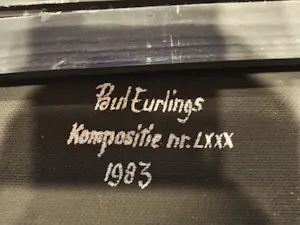 Paul Eurlings
Kompositie nr. LXXX
1983